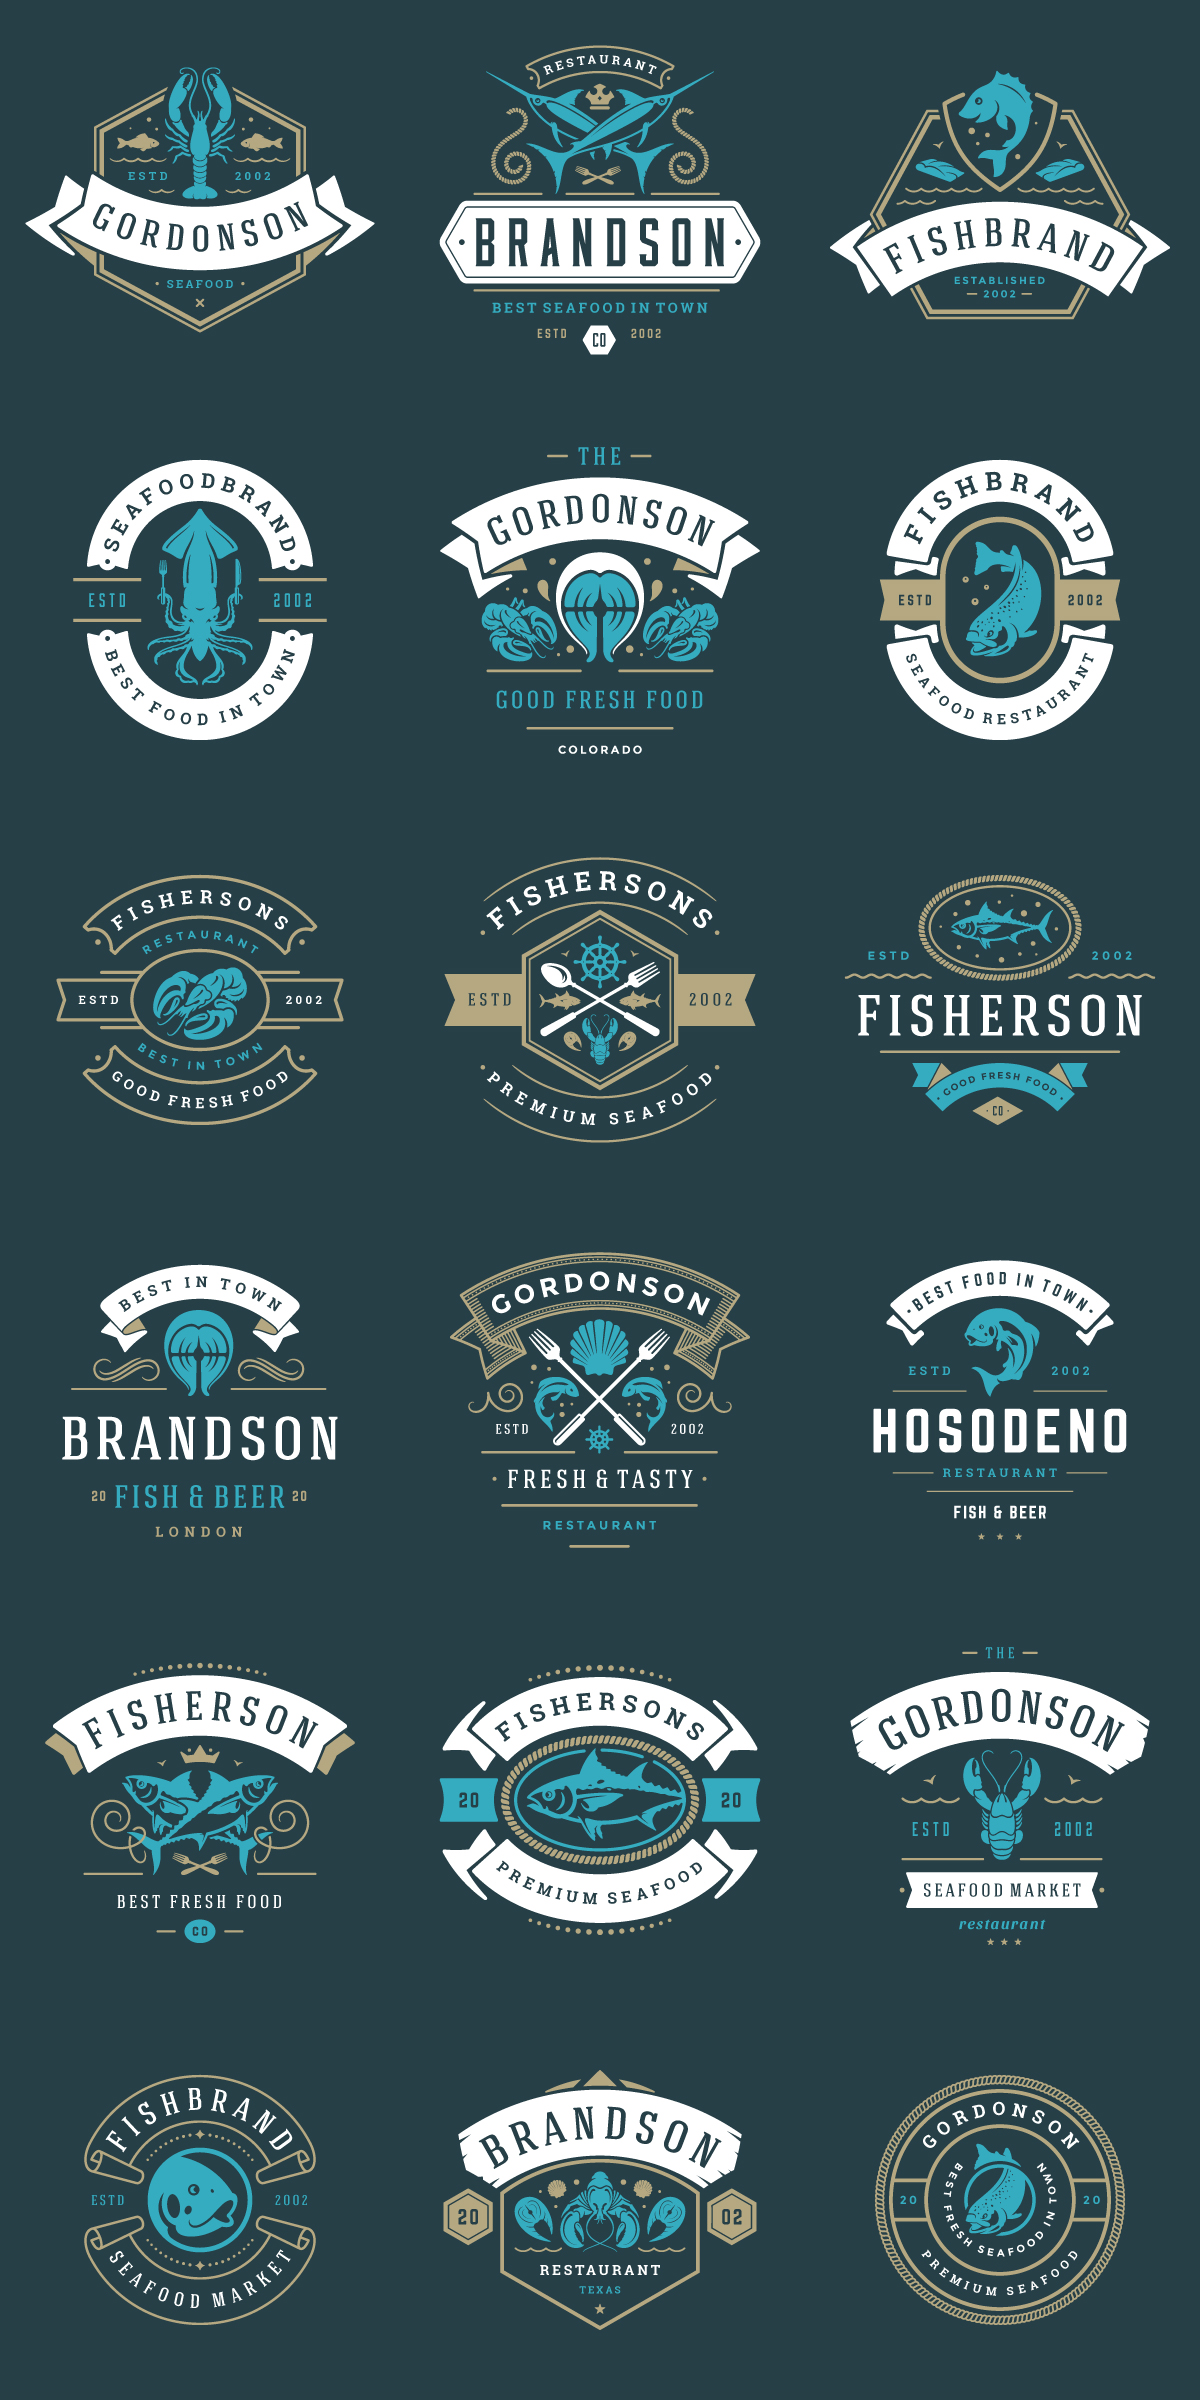 ESTD 2002
GORDONSON
• SEAFOOD •
RESTAURANT
• BRANDSON •
BEST SEAFOOD IN TOWN
ESTD CO 2002
FISHBRAND
ESTABLISHED
2002
SEAFOODBRAND
ESTD 2002
BEST FOOD IN TOWN
THE
GORDONSON
GOOD FRESH FOOD
COLORADO
FISHBRAND
ESTD 2002
SEAFOOD RESTAURANT
FISHERSONS
RESTAURANT
ESTD 2002
BEST IN TOWN
GOOD FRESH FOOD
FISHERSONS
ESTD 2002
PREMIUM SEAFOOD
ESTD 2002
FISHERSON
• GOOD FRESH FOOD •
• CO •
BEST IN TOWN
BRANDSON
20 FISH & BEER 20
LONDON
GORDONSON
ESTD 2002
• FRESH & TASTY •
RESTAURANT
• BEST FOOD IN TOWN •
ESTD 2002
HOSODENO
RESTAURANT
FISH & BEER
FISHERSON
BEST FRESH FOOD
CO
FISHERSONS
20 20
PREMIUM SEAFOOD
THE
GORDONSON
ESTD 2002
• SEAFOOD MARKET •
restaurant
FISHBRAND
ESTD 2002
SEAFOOD MARKET
BRANDSON
20 02
RESTAURANT
TEXAS
GORDONSON
20 20
BEST FRESH SEAFOOD IN TOWN
PREMIUM SEAFOOD